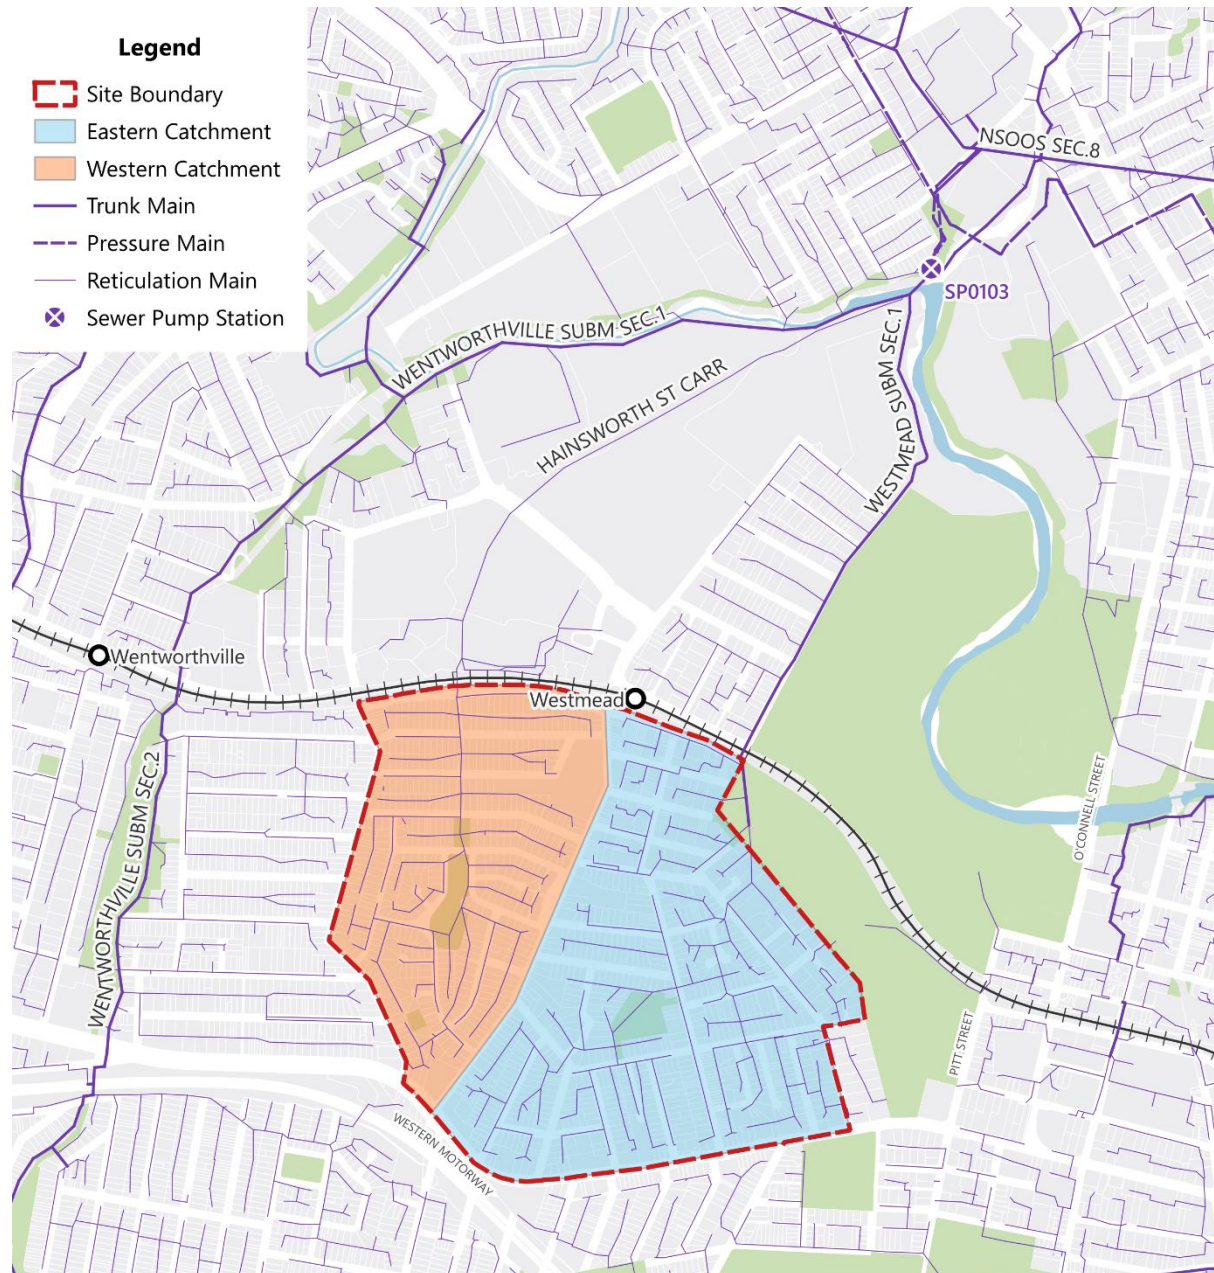 Legend
Site Boundary
Eastern Catchment
Western Catchment
Trunk Main
Pressure Main
Reticulation Main
Sewer Pump Station
NSOOS SEC.8
SP0103
WENTWORTHVILLE SUBM SEC.1
HAINSWORTH ST CARR
WESTMEAD SUBM SEC.1
Wentworthville
Westmead
WENTWORTHVILLE SUBM SEC.2
O'CONNELL STREET
PITT STREET
WESTERN MOTORWAY